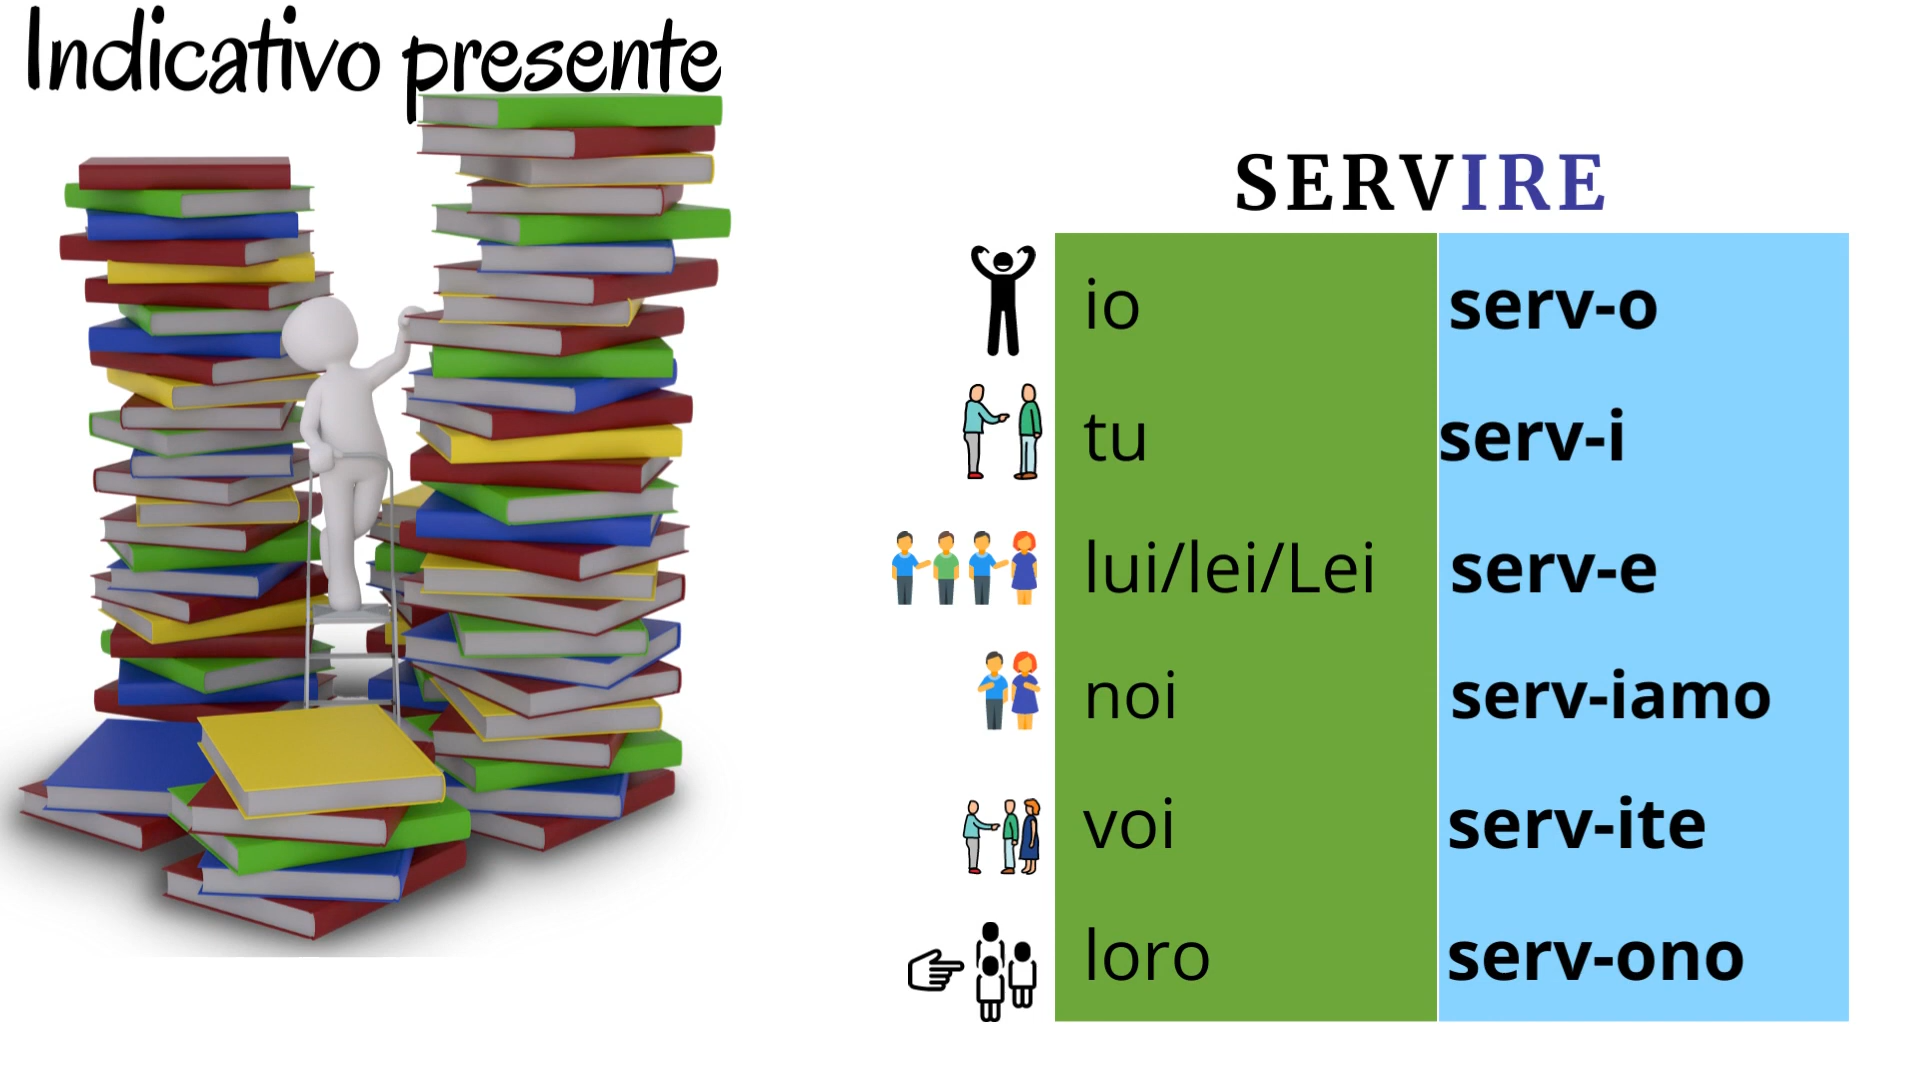 Indicativo presente
SERVIRE
io serv-o
tu serv-i
lui/lei/Lei serv-e
noi serv-iamo
voi serv-ite
loro serv-ono